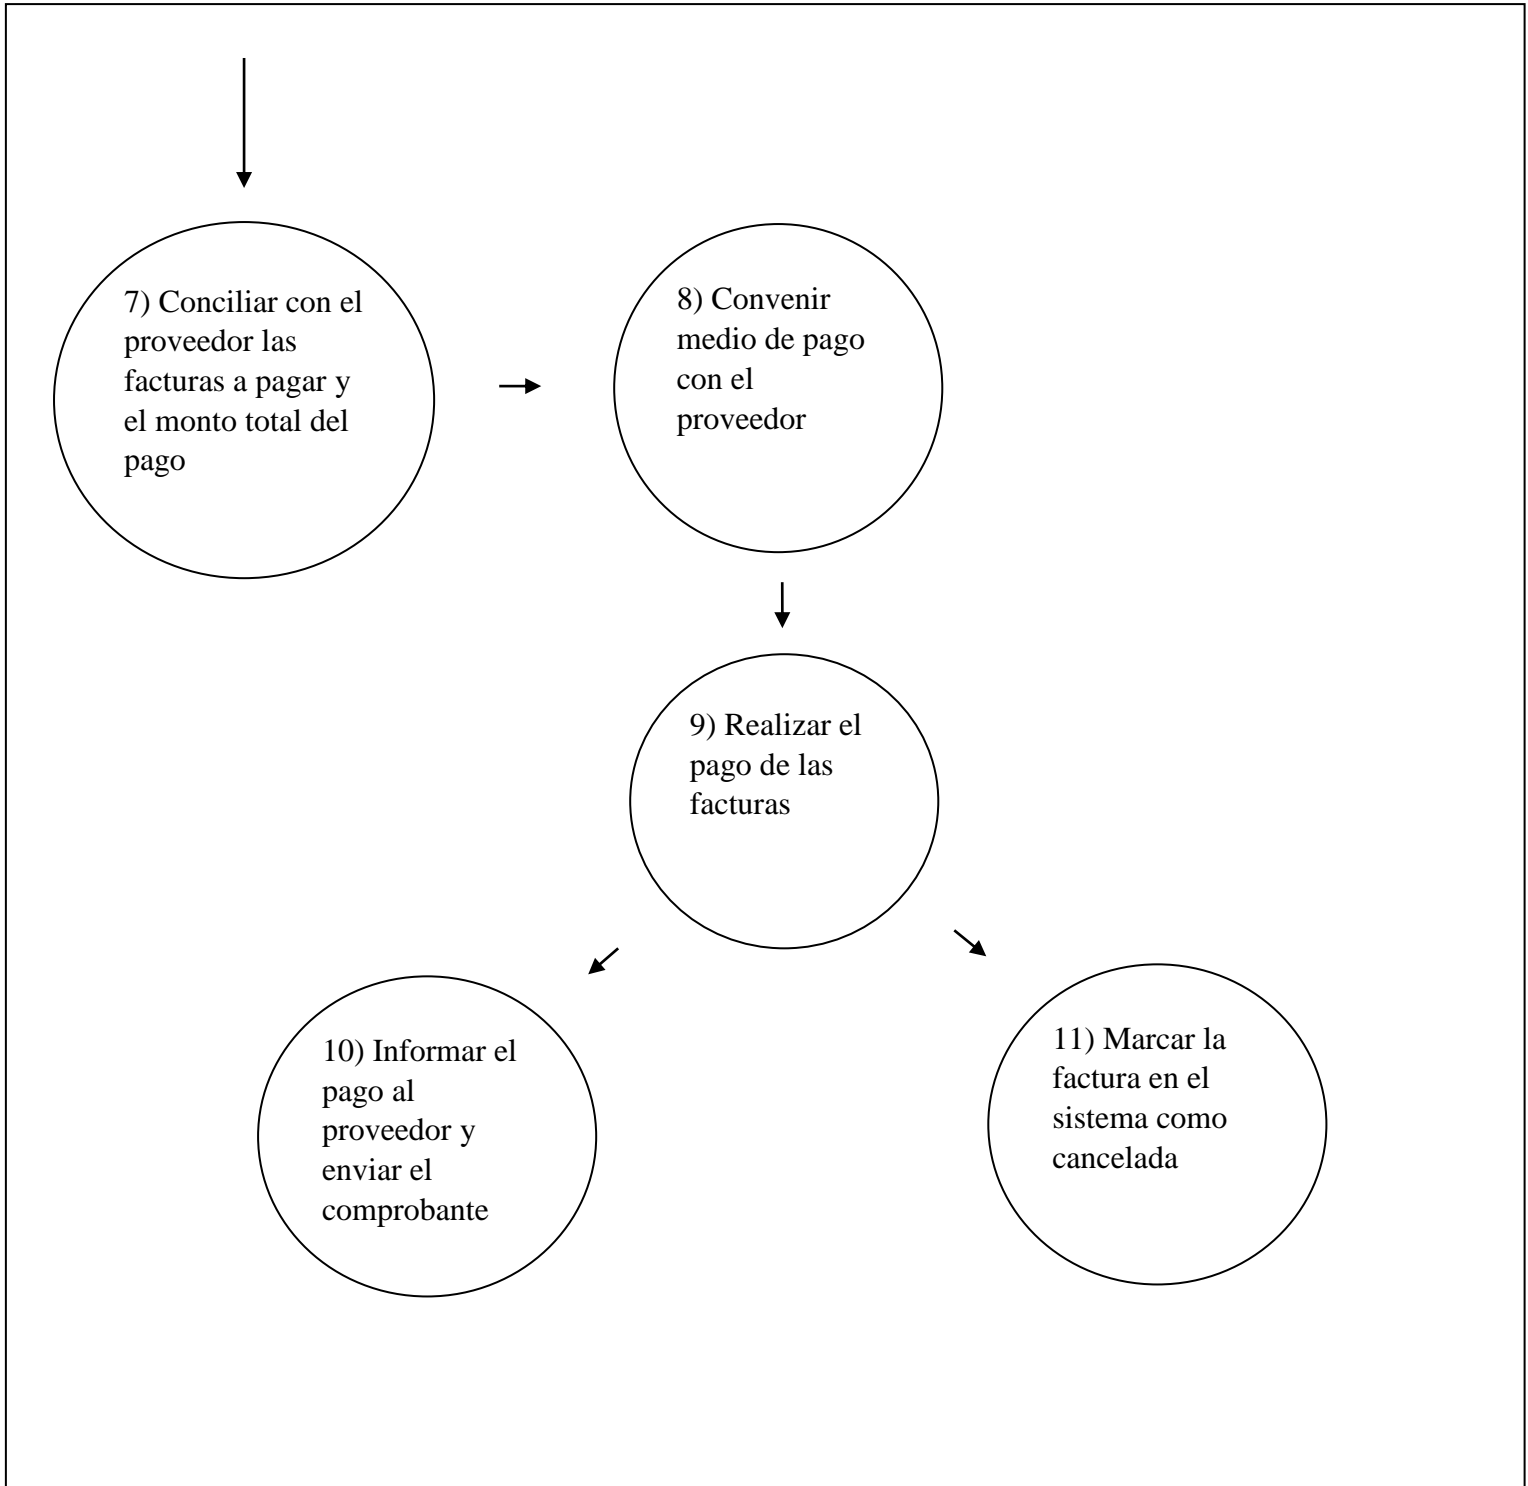 7) Conciliar con el
proveedor las
facturas a pagar y
el monto total del
pago
8) Convenir
medio de pago
con el
proveedor
9) Realizar el
pago de las
facturas
10) Informar el
pago al
proveedor y
enviar el
comprobante
11) Marcar la
factura en el
sistema como
cancelada